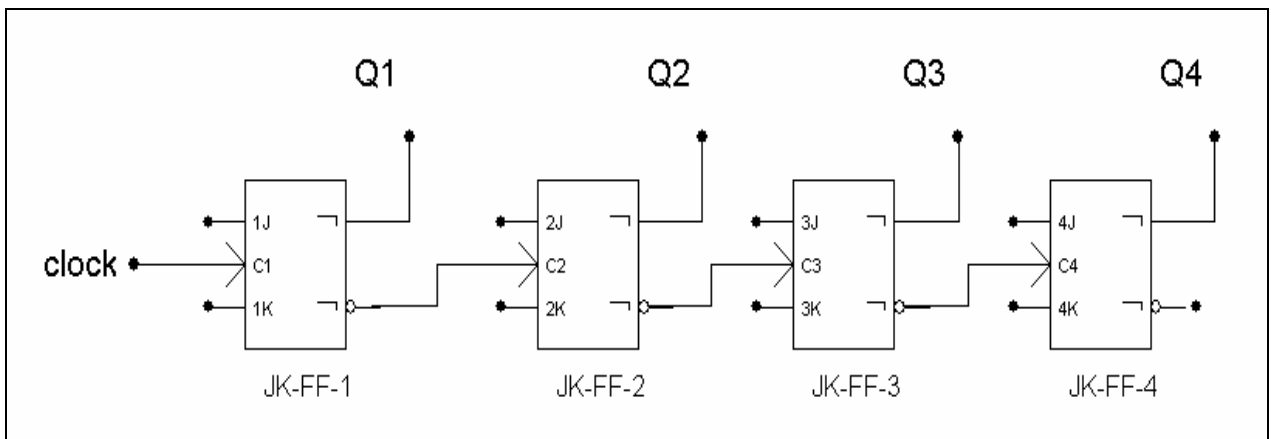 Q1 Q2 Q3 Q4
1J 2J 3J 4J
clock C1 C2 C3 C4
1K 2K 3K 4K
JK-FF-1 JK-FF-2 JK-FF-3 JK-FF-4